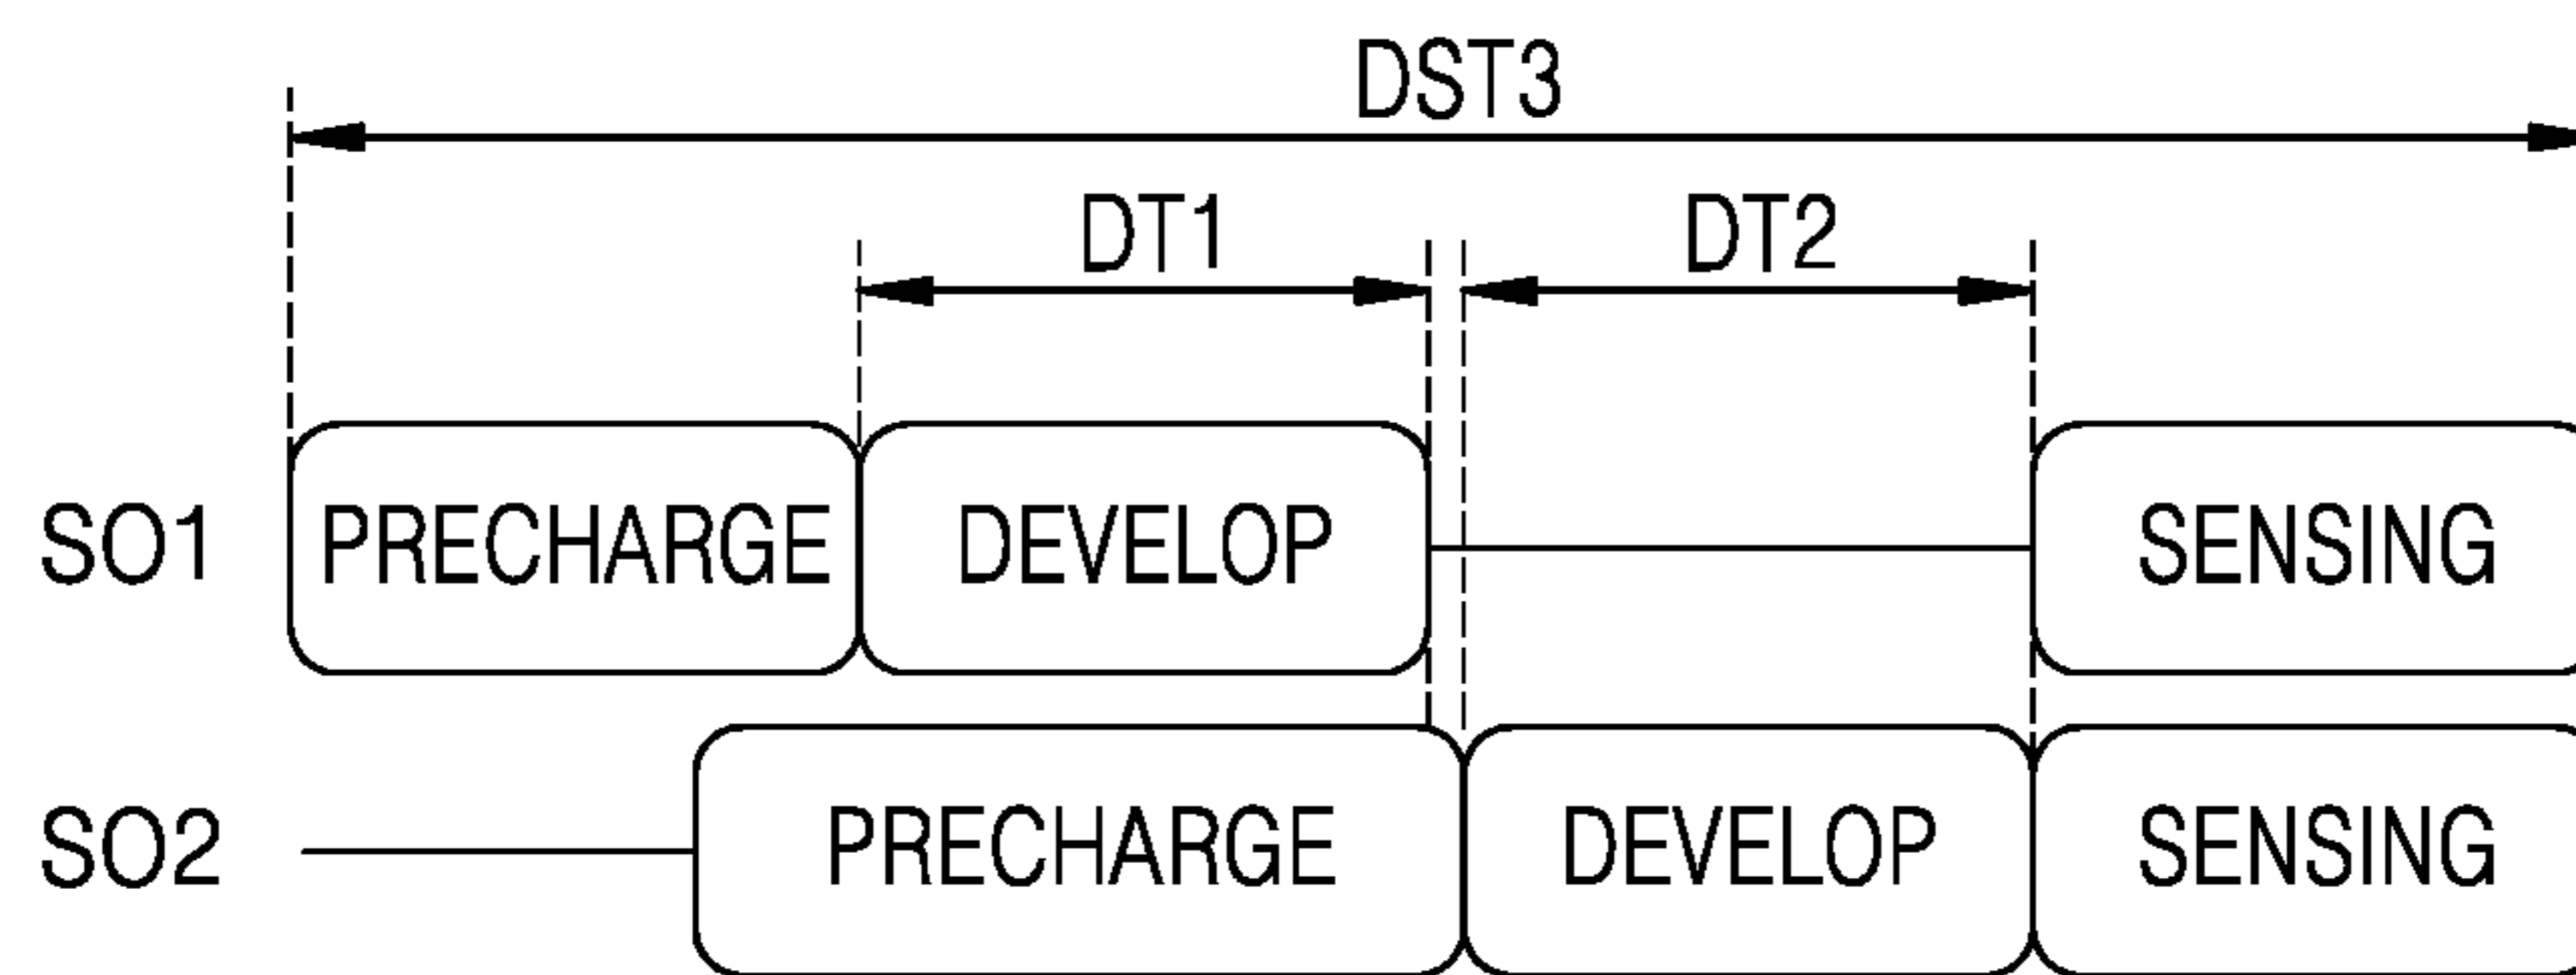 DST3
DT1 DT2
SO1 PRECHARGE DEVELOP SENSING
SO2 PRECHARGE DEVELOP SENSING